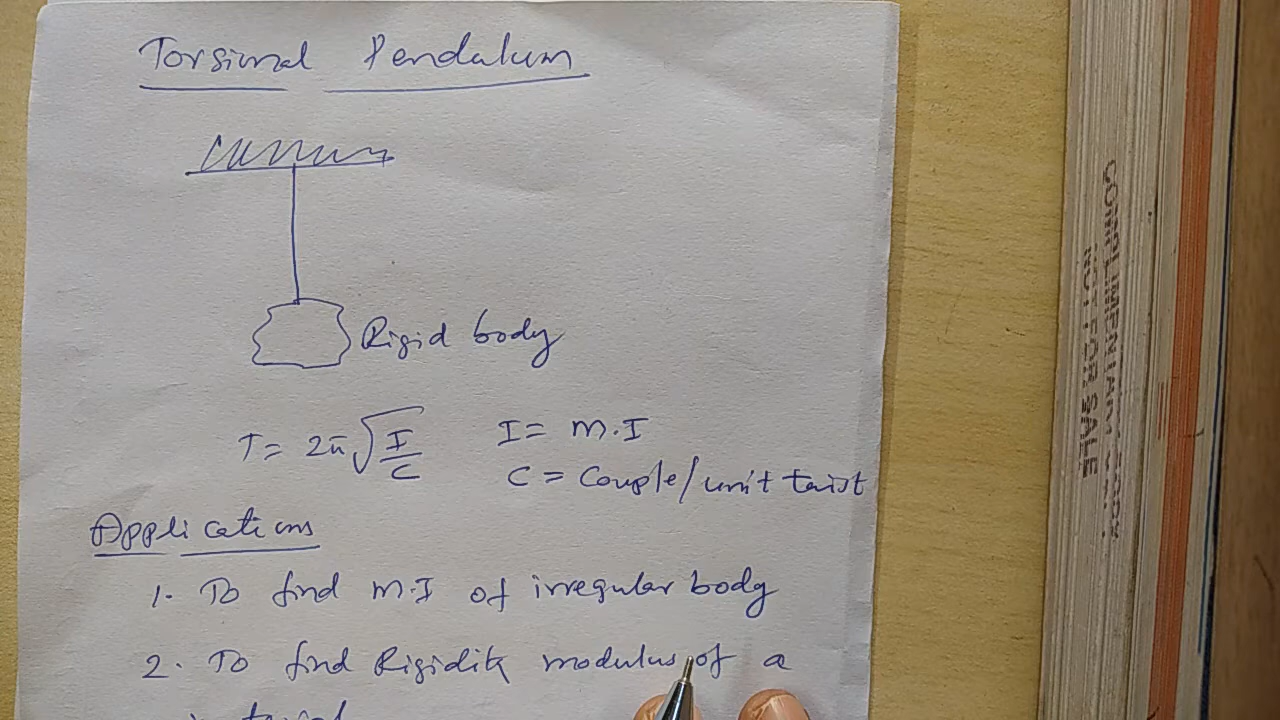 Torsional Pendulum
Rigid body
T = 2π√(I/C)
I = M.I
C = Couple/unit twist
Applications
1. To find M.I of irregular body
2. To find Rigidity modulus of a
material
COMPLIMENTARY COPY
NOT FOR SALE